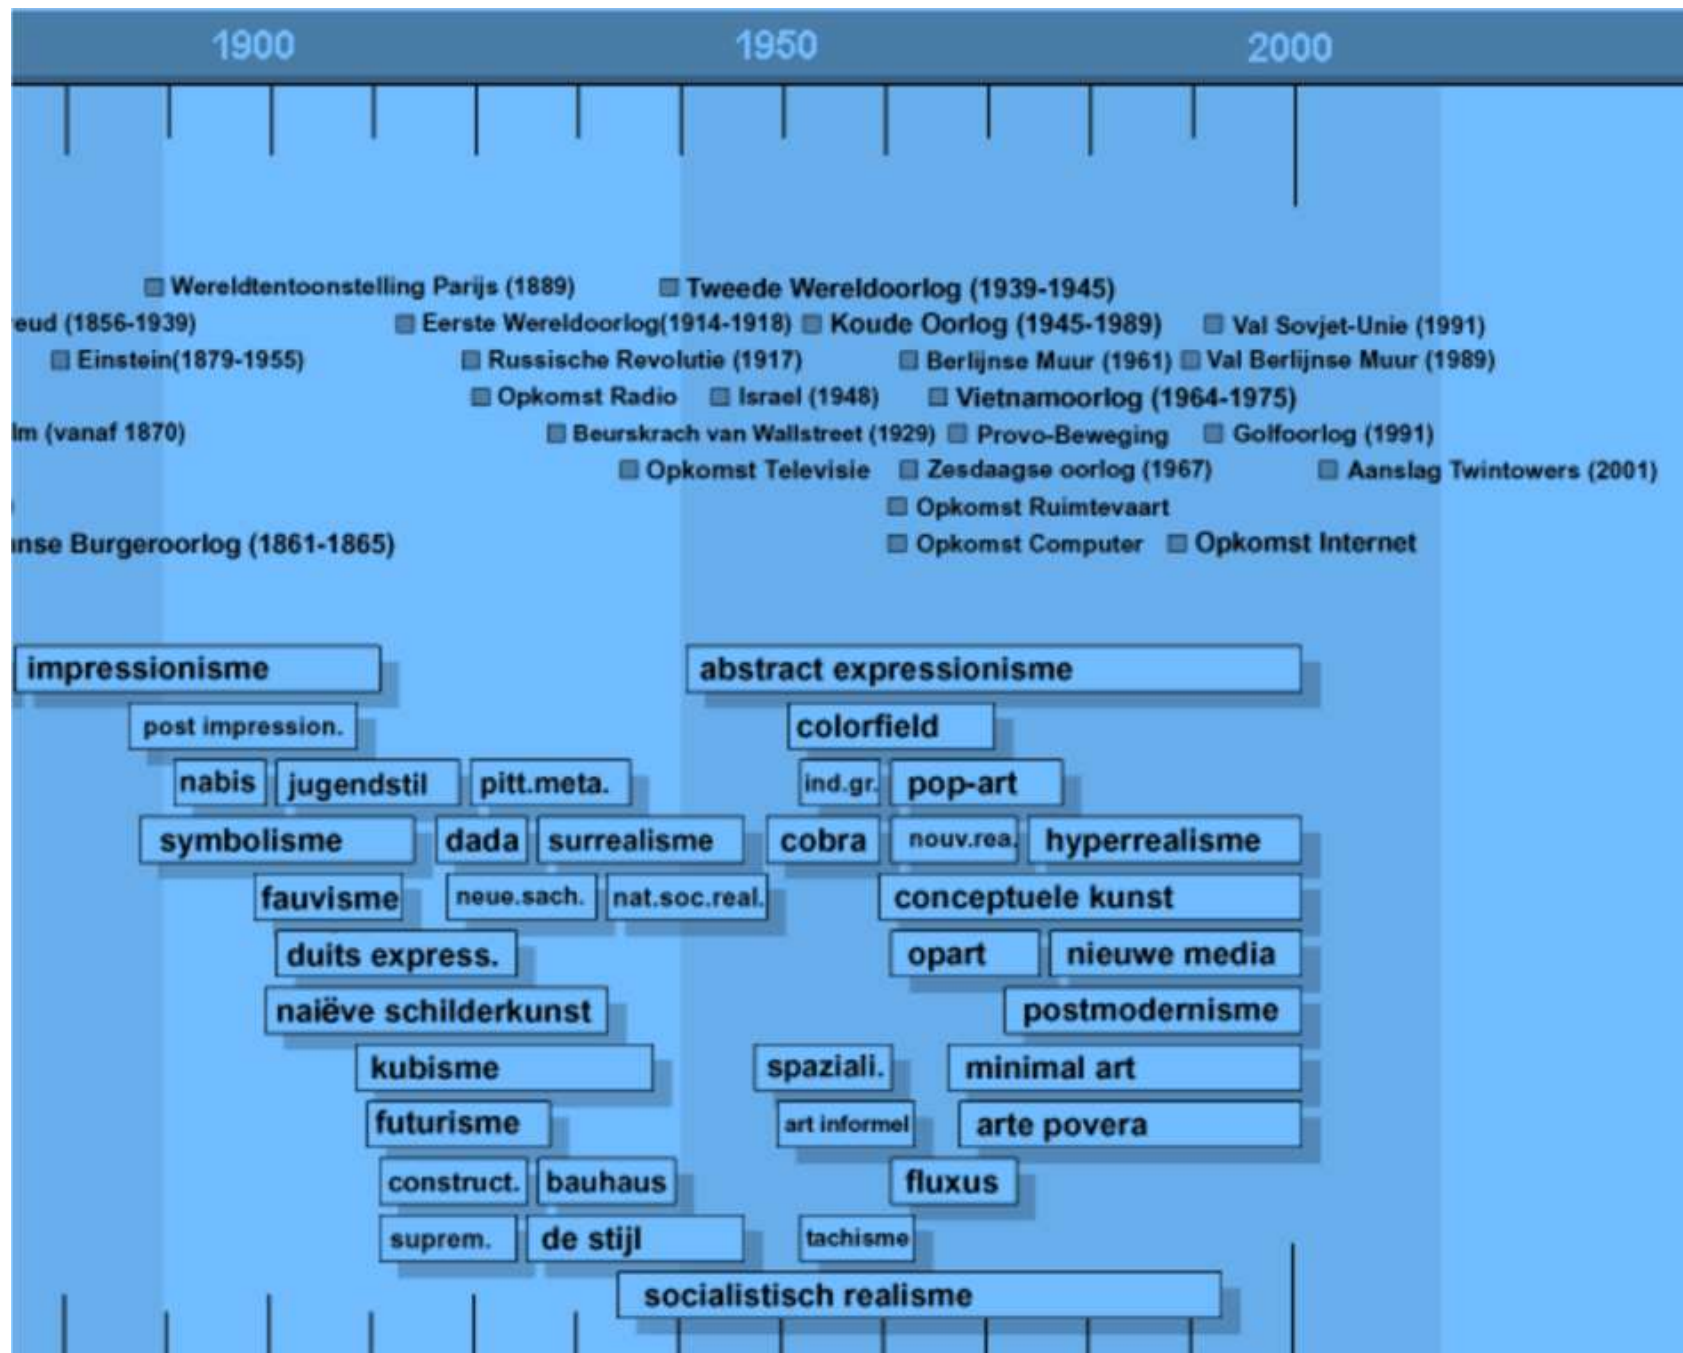 1900 1950 2000
Wereldtentoonstelling Parijs (1889) Tweede Wereldoorlog (1939-1945)
eud (1856-1939) Eerste Wereldoorlog(1914-1918) Koude Oorlog (1945-1989) Val Sovjet-Unie (1991)
Einstein(1879-1955) Russische Revolutie (1917) Berlijnse Muur (1961) Val Berlijnse Muur (1989)
Opkomst Radio Israel (1948) Vietnamoorlog (1964-1975)
lm (vanaf 1870) Beurskrach van Wallstreet (1929) Provo-Beweging Golfoorlog (1991)
Opkomst Televisie Zesdaagse oorlog (1967) Aanslag Twintowers (2001)
) Opkomst Ruimtevaart
nse Burgeroorlog (1861-1865) Opkomst Computer Opkomst Internet
impressionisme abstract expressionisme
post impression. colorfield
nabis jugendstil pitt.meta. ind.gr. pop-art
symbolisme dada surrealisme cobra nouv.rea. hyperrealisme
fauvisme neue.sach. nat.soc.real. conceptuele kunst
duits express. opart nieuwe media
naiëve schilderkunst postmodernisme
kubisme spaziali. minimal art
futurisme art informel arte povera
construct. bauhaus fluxus
suprem. de stijl tachisme
socialistisch realisme